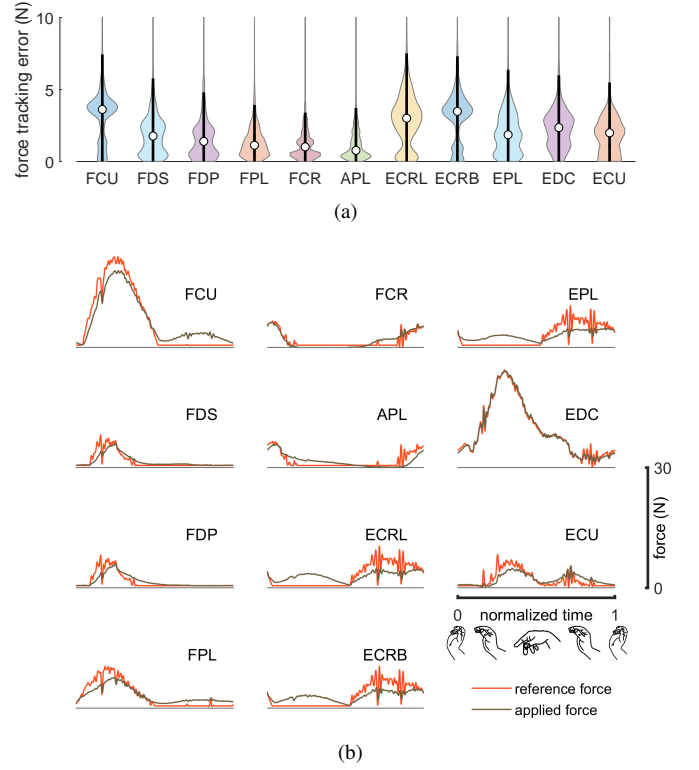 force tracking error (N)
10
5
0
FCU FDS FDP FPL FCR APL ECRL ECRB EPL EDC ECU
(a)
FCU FCR EPL
FDS APL EDC
30
force (N)
FDP ECRL ECU
0
0 normalized time 1
FPL ECRB
reference force
applied force
(b)